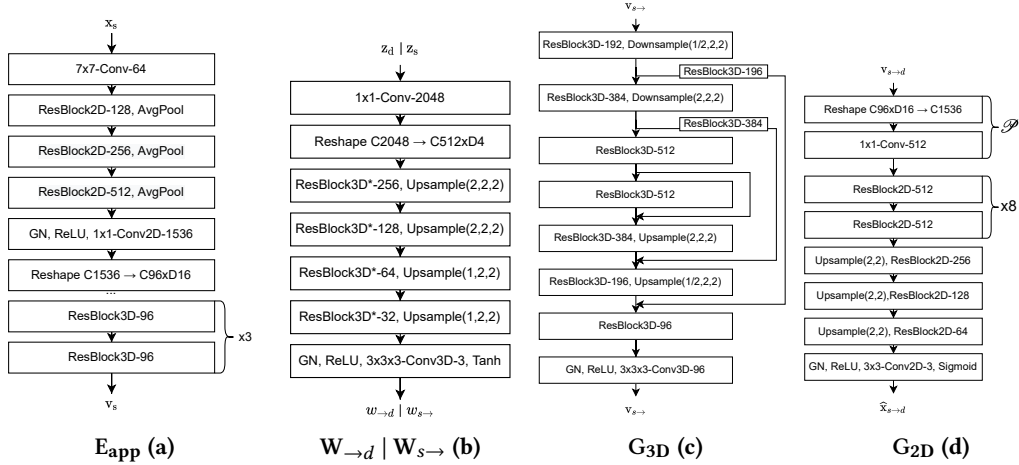 x_s
7x7-Conv-64
ResBlock2D-128, AvgPool
ResBlock2D-256, AvgPool
ResBlock2D-512, AvgPool
GN, ReLU, 1x1-Conv2D-1536
Reshape C1536 → C96xD16
...
ResBlock3D-96
ResBlock3D-96
x3
v_s
E_app (a)
z_d | z_s
1x1-Conv-2048
Reshape C2048 → C512xD4
ResBlock3D*-256, Upsample(2,2,2)
ResBlock3D*-128, Upsample(2,2,2)
ResBlock3D*-64, Upsample(1,2,2)
ResBlock3D*-32, Upsample(1,2,2)
GN, ReLU, 3x3x3-Conv3D-3, Tanh
w_→d | w_s→
W_→d | W_s→ (b)
v_s→
ResBlock3D-192, Downsample(1/2,2,2)
ResBlock3D-196
ResBlock3D-384, Downsample(2,2,2)
ResBlock3D-384
ResBlock3D-512
ResBlock3D-512
ResBlock3D-384, Upsample(2,2,2)
ResBlock3D-196, Upsample(1/2,2,2)
ResBlock3D-96
GN, ReLU, 3x3x3-Conv3D-96
v_s→
G_3D (c)
v_s→d
Reshape C96xD16 → C1536
1x1-Conv-512
𝒫
ResBlock2D-512
ResBlock2D-512
x8
Upsample(2,2), ResBlock2D-256
Upsample(2,2),ResBlock2D-128
Upsample(2,2), ResBlock2D-64
GN, ReLU, 3x3-Conv2D-3, Sigmoid
x̂_s→d
G_2D (d)